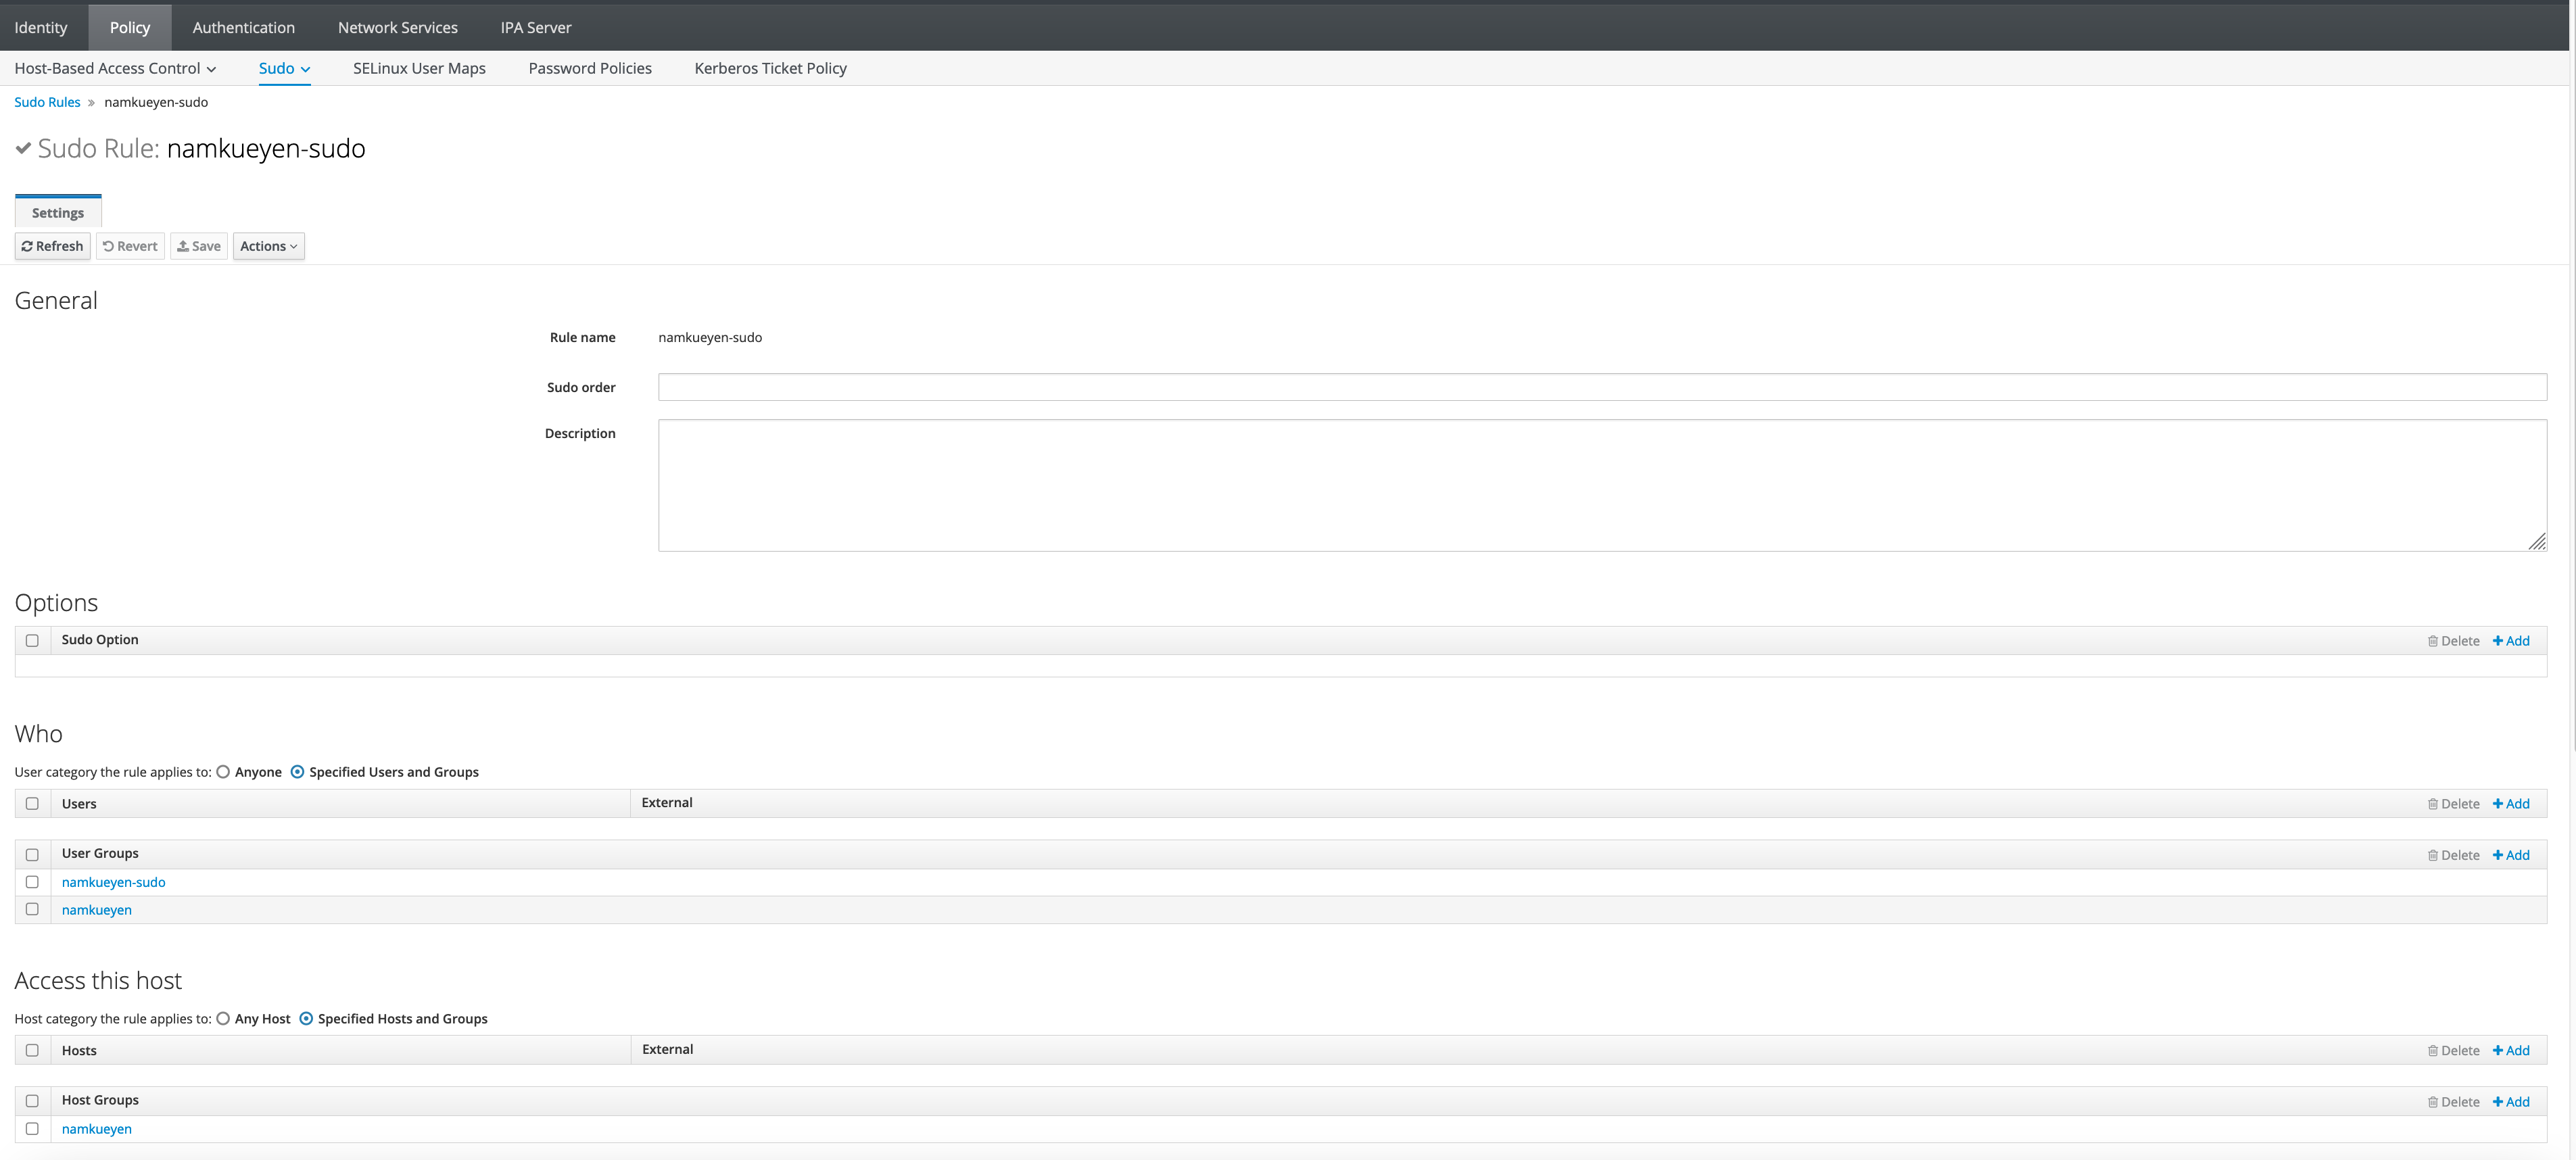 Identity Policy Authentication Network Services IPA Server
Host-Based Access Control Sudo SELinux User Maps Password Policies Kerberos Ticket Policy
Sudo Rules » namkueyen-sudo
Sudo Rule: namkueyen-sudo
Settings
Refresh Revert Save Actions
General
Rule name namkueyen-sudo
Sudo order
Description
Options
Sudo Option Delete Add
Who
User category the rule applies to: Anyone Specified Users and Groups
Users External Delete Add
User Groups Delete Add
namkueyen-sudo
namkueyen
Access this host
Host category the rule applies to: Any Host Specified Hosts and Groups
Hosts External Delete Add
Host Groups Delete Add
namkueyen